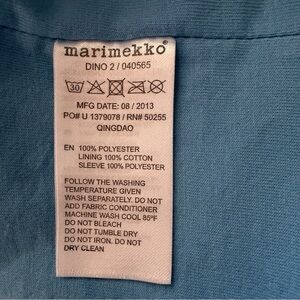 marimekko®
DINO 2 / 040565
30
MFG DATE: 08 / 2013
PO# U 1379078 / RN# 50255
QINGDAO
EN 100% POLYESTER
LINING 100% COTTON
SLEEVE 100% POLYESTER
FOLLOW THE WASHING
TEMPERATURE GIVEN
WASH SEPARATELY. DO NOT
ADD FABRIC CONDITIONER
MACHINE WASH COOL 85°F
DO NOT BLEACH
DO NOT TUMBLE DRY
DO NOT IRON. DO NOT
DRY CLEAN